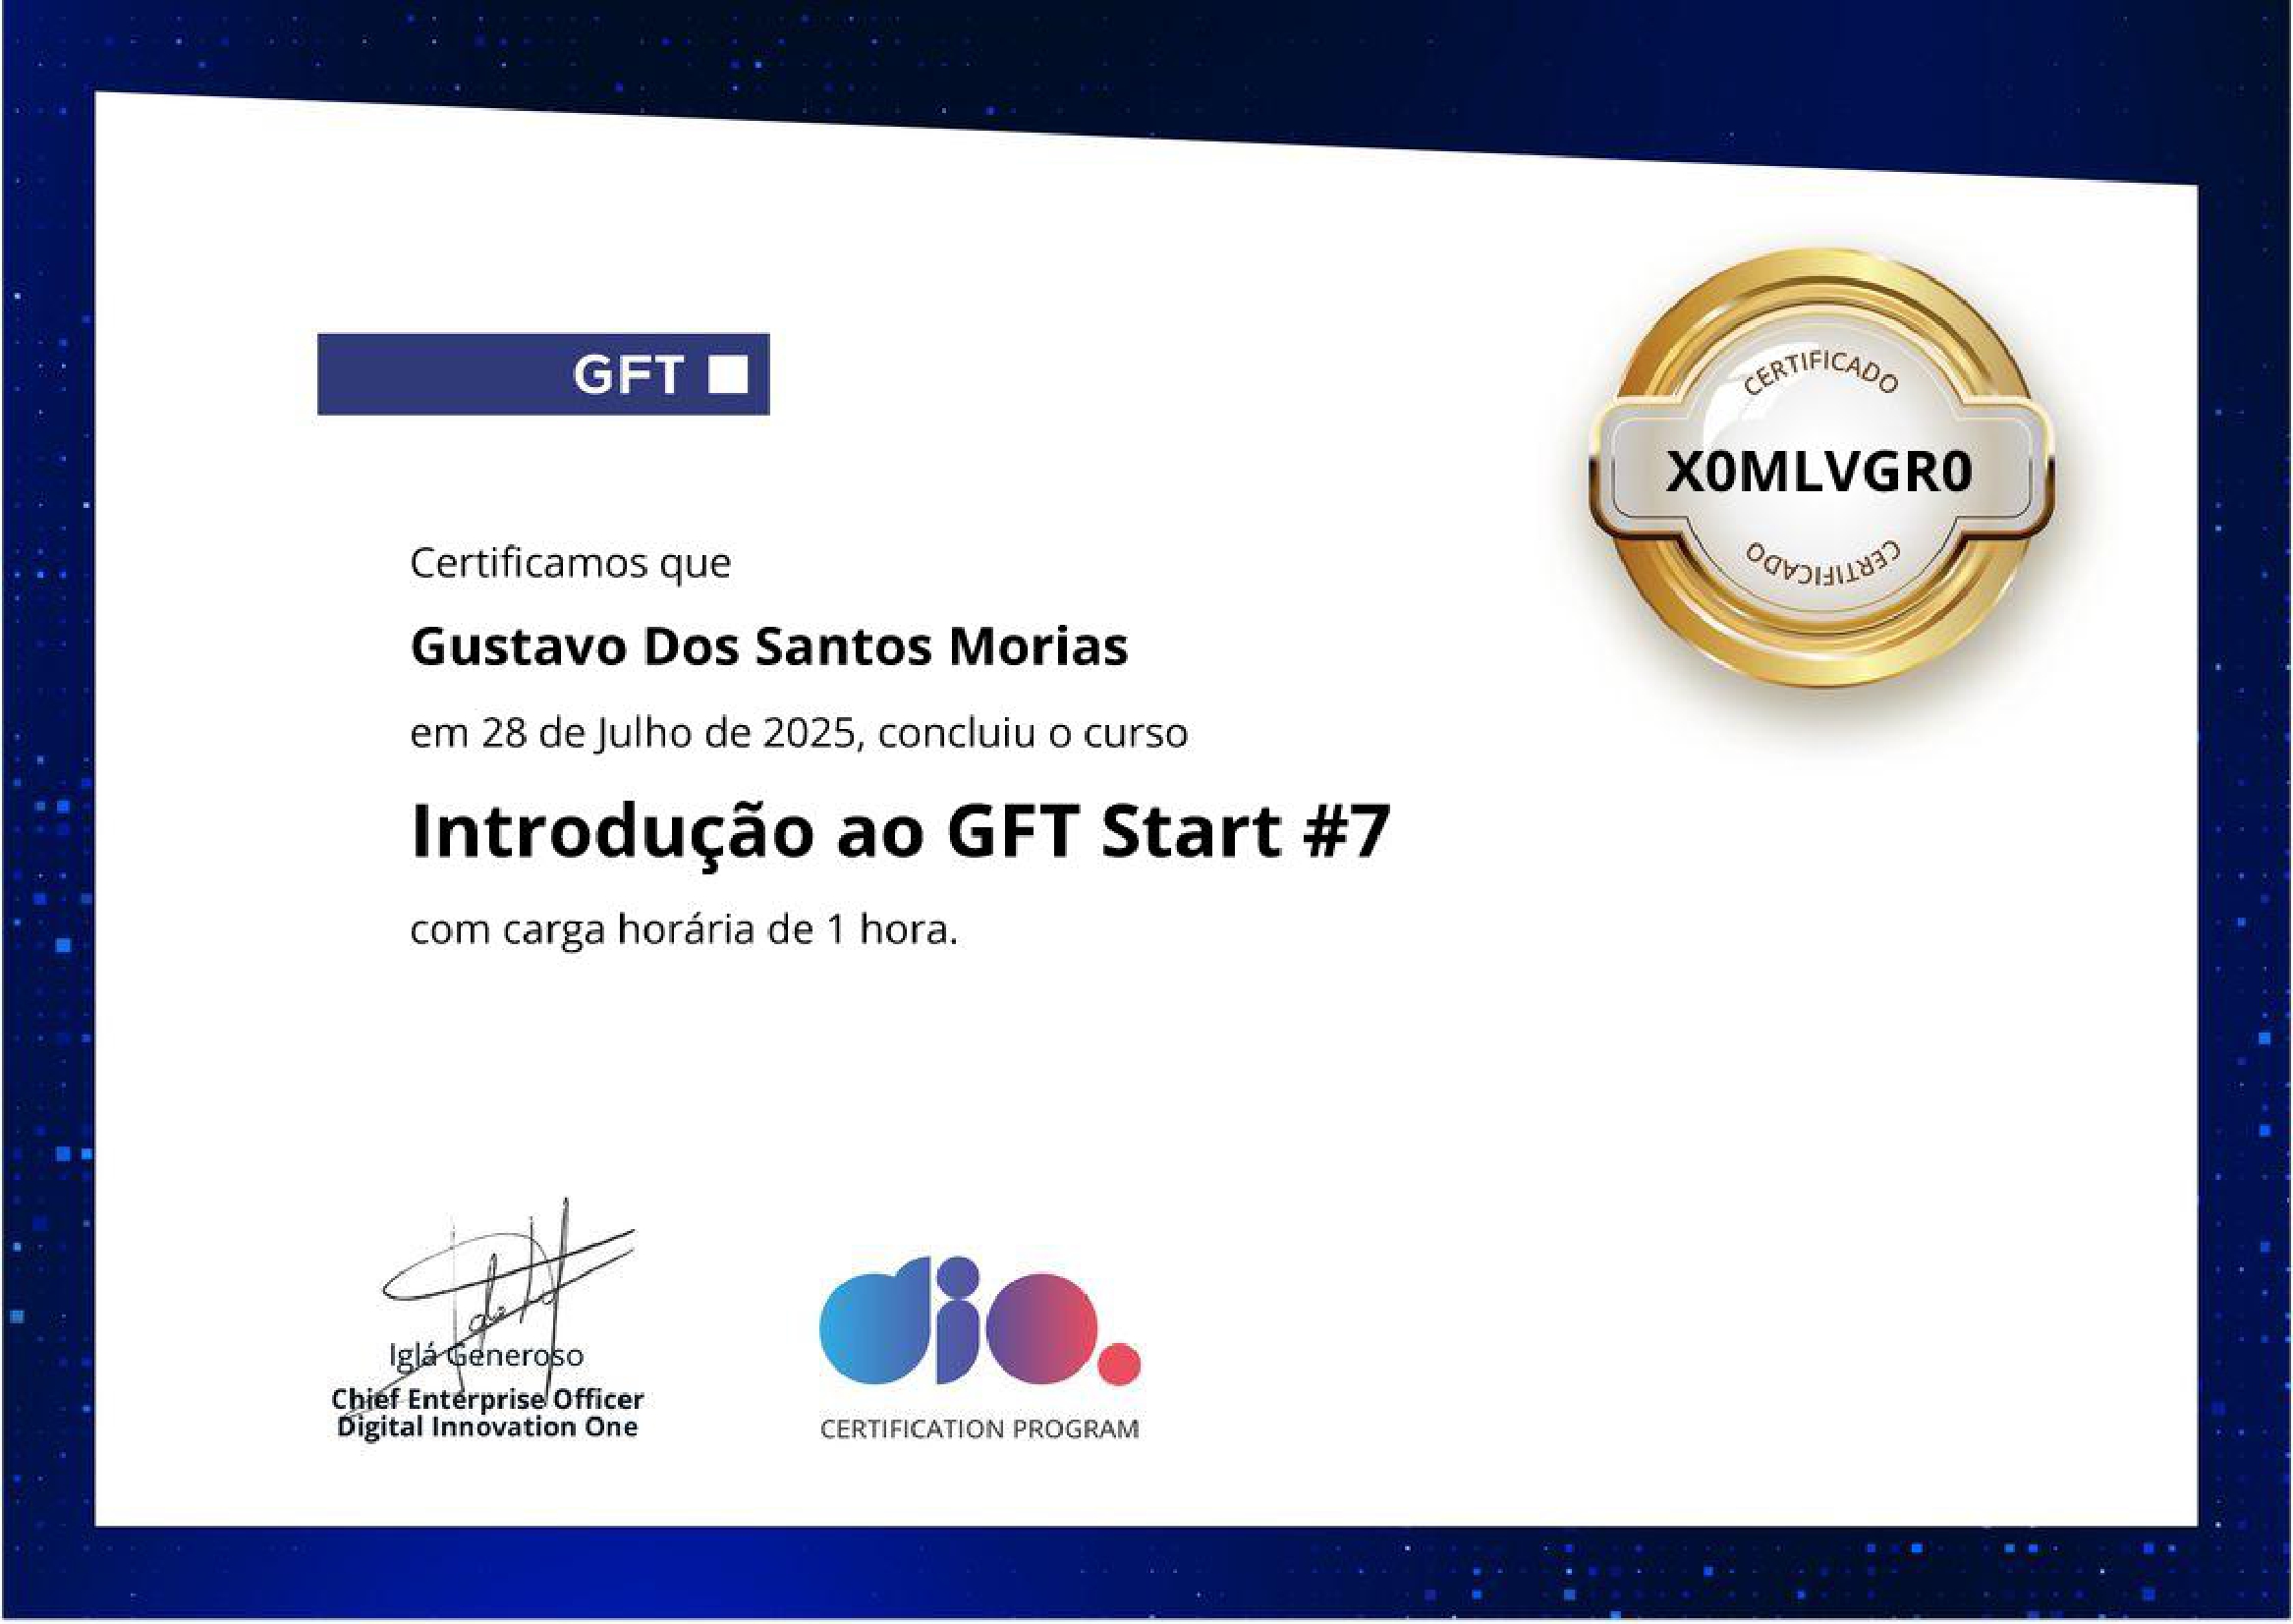 GFT
CERTIFICADO
X0MLVGR0
CERTIFICADO
Certificamos que
Gustavo Dos Santos Morias
em 28 de Julho de 2025, concluiu o curso
Introdução ao GFT Start #7
com carga horária de 1 hora.
Iglá Generoso
Chief Enterprise Officer
Digital Innovation One
dio.
CERTIFICATION PROGRAM